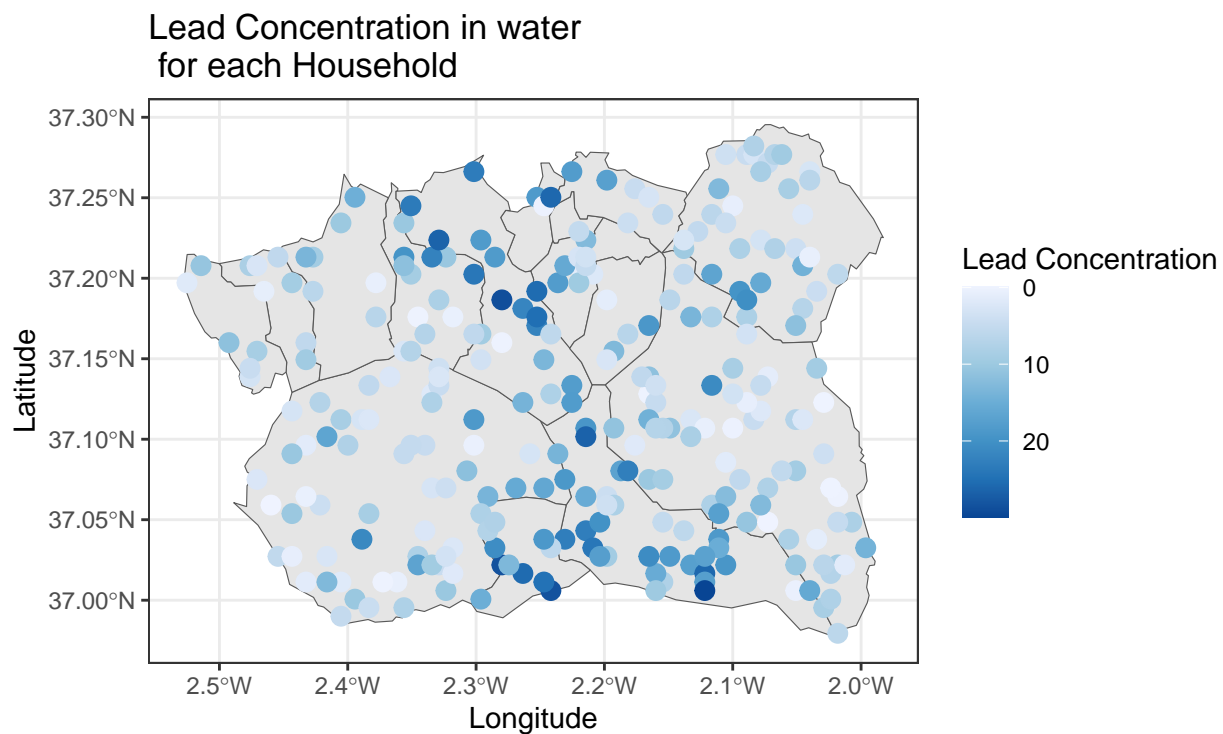 Lead Concentration in water
for each Household
37.30°N
37.25°N
37.20°N
37.15°N
37.10°N
37.05°N
37.00°N
Latitude
2.5°W 2.4°W 2.3°W 2.2°W 2.1°W 2.0°W
Longitude
Lead Concentration
0
10
20